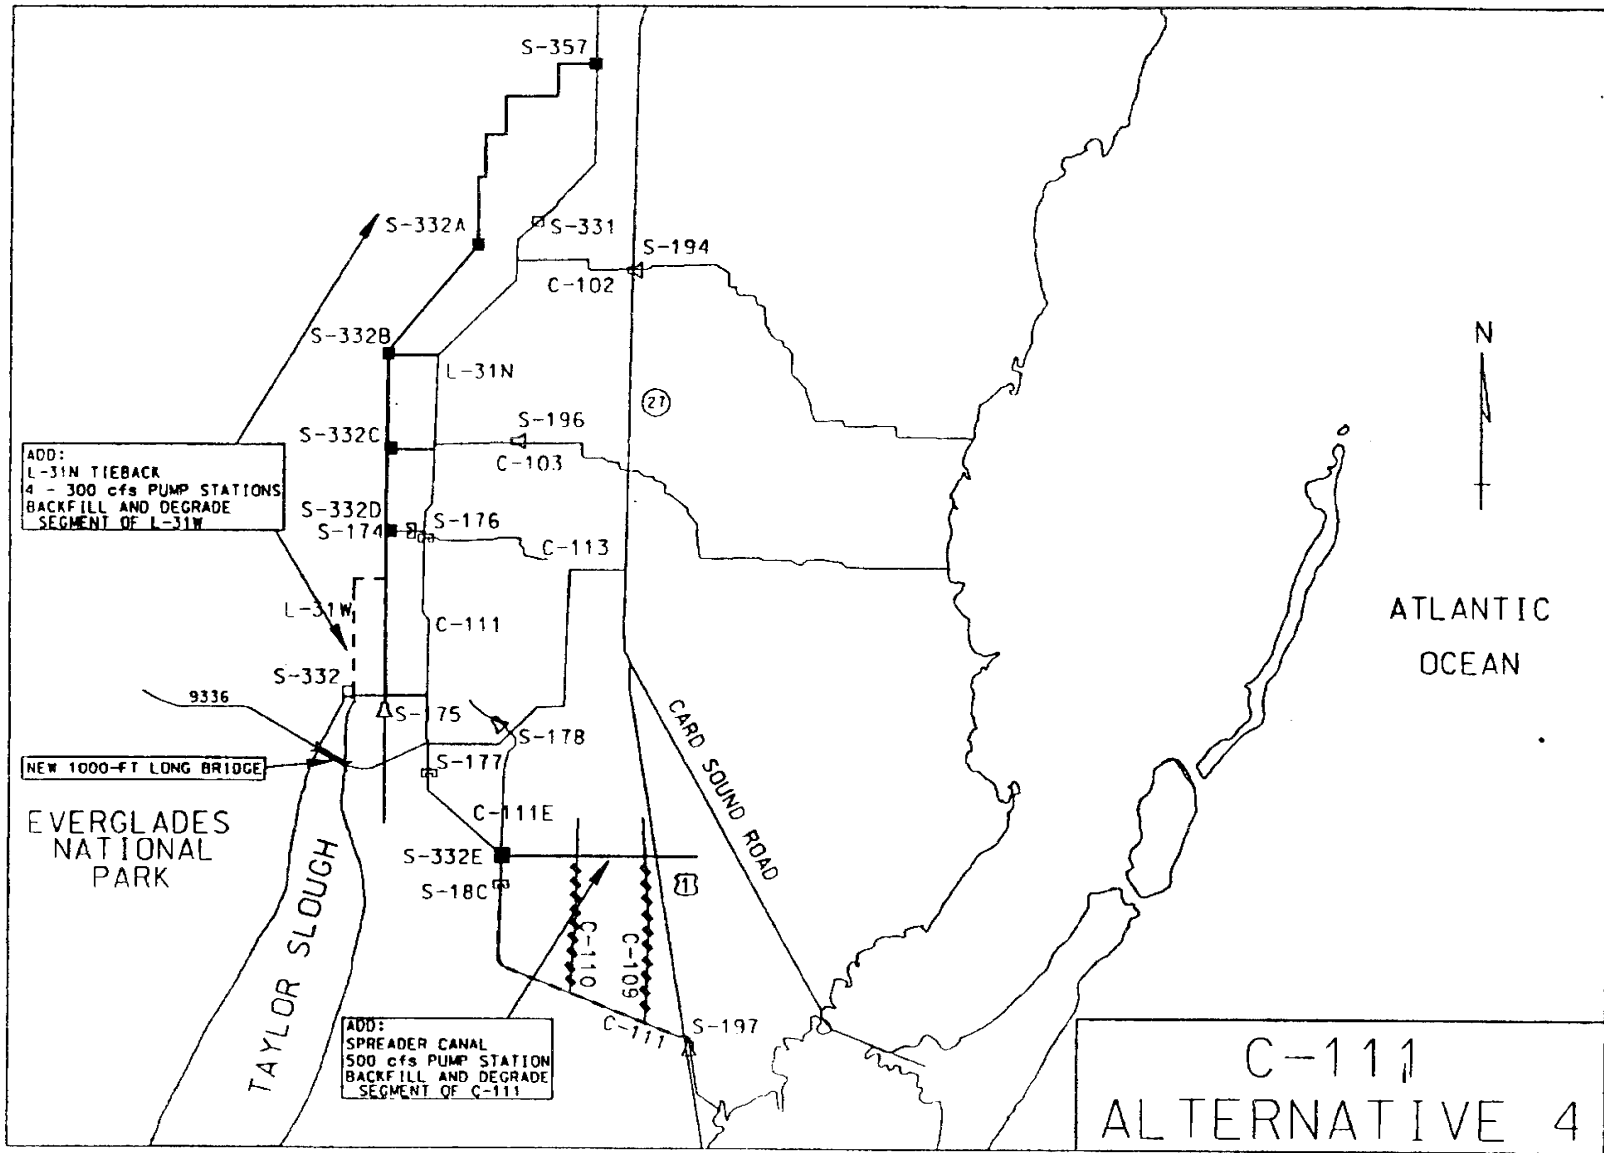 S-357
S-332A
S-331
S-194
C-102
S-332B
L-31N
27
S-196
S-332C
C-103
ADD:
L-31N TIEBACK
4 - 300 cfs PUMP STATIONS
BACKFILL AND DEGRADE
SEGMENT OF L-31W
S-332D
S-174
S-176
C-113
N
L-31W
C-111
ATLANTIC
OCEAN
S-332
9336
S-175
S-178
CARD SOUND ROAD
NEW 1000-FT LONG BRIDGE
S-177
EVERGLADES
NATIONAL
PARK
C-111E
S-332E
S-18C
1
TAYLOR SLOUGH
C-110
C-109
C-111
S-197
ADD:
SPREADER CANAL
500 cfs PUMP STATION
BACKFILL AND DEGRADE
SEGMENT OF C-111
C-111
ALTERNATIVE 4